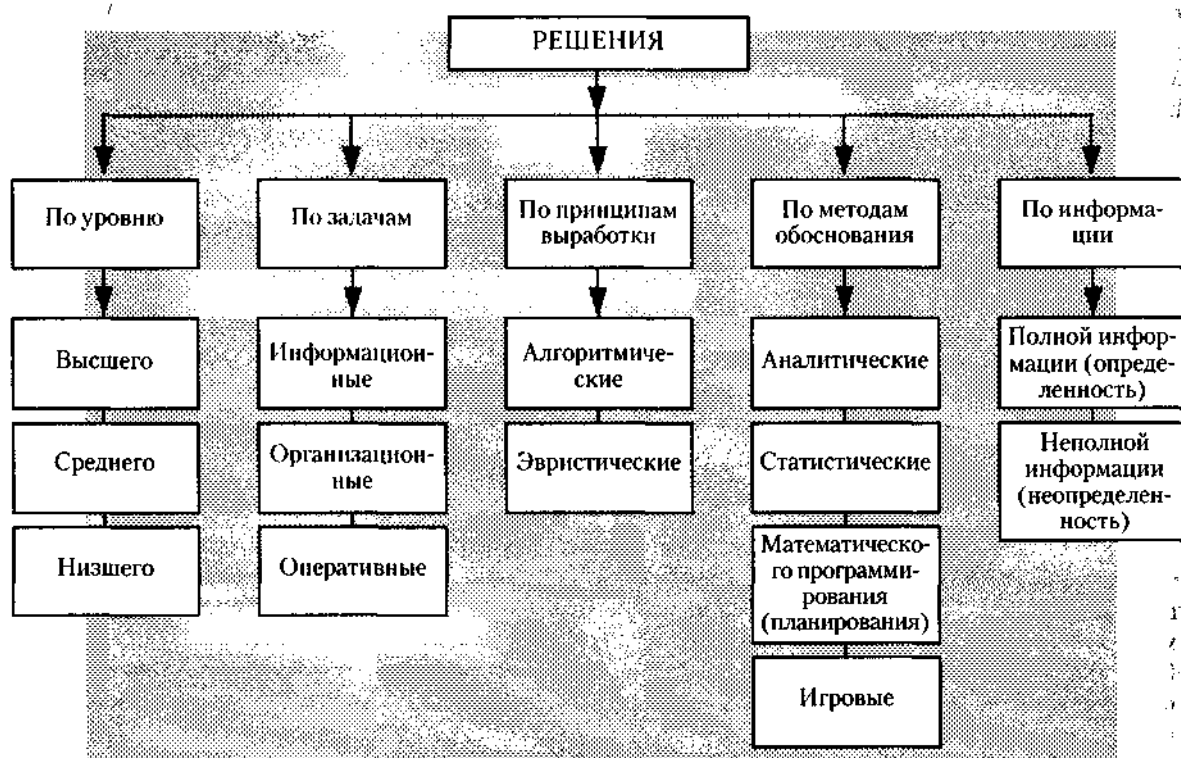 РЕШЕНИЯ
По уровню
По задачам
По принципам
выработки
По методам
обоснования
По информа-
ции
Высшего
Информацион-
ные
Алгоритмиче-
ские
Аналитические
Полной инфор-
мации (опреде-
ленность)
Среднего
Организацион-
ные
Эвристические
Статистические
Неполной
информации
(неопределен-
ность)
Низшего
Оперативные
Математическо-
го программи-
рования
(планирования)
Игровые